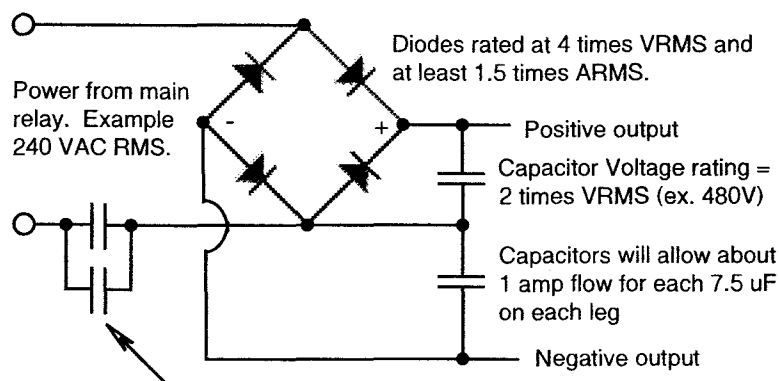 Diodes rated at 4 times VRMS and
at least 1.5 times ARMS.
Power from main
relay. Example
240 VAC RMS.
-
+
Positive output
Capacitor Voltage rating =
2 times VRMS (ex. 480V)
Capacitors will allow about
1 amp flow for each 7.5 uF
on each leg
Negative output